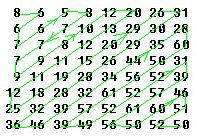 8 6 5 8 12 20 26 31
6 6 7 10 13 29 30 28
7 7 8 12 20 29 35 60
7 9 11 15 26 44 50 31
9 11 19 28 34 56 52 39
12 18 28 32 61 52 57 46
25 32 39 57 52 61 60 51
36 46 39 49 56 50 52 50